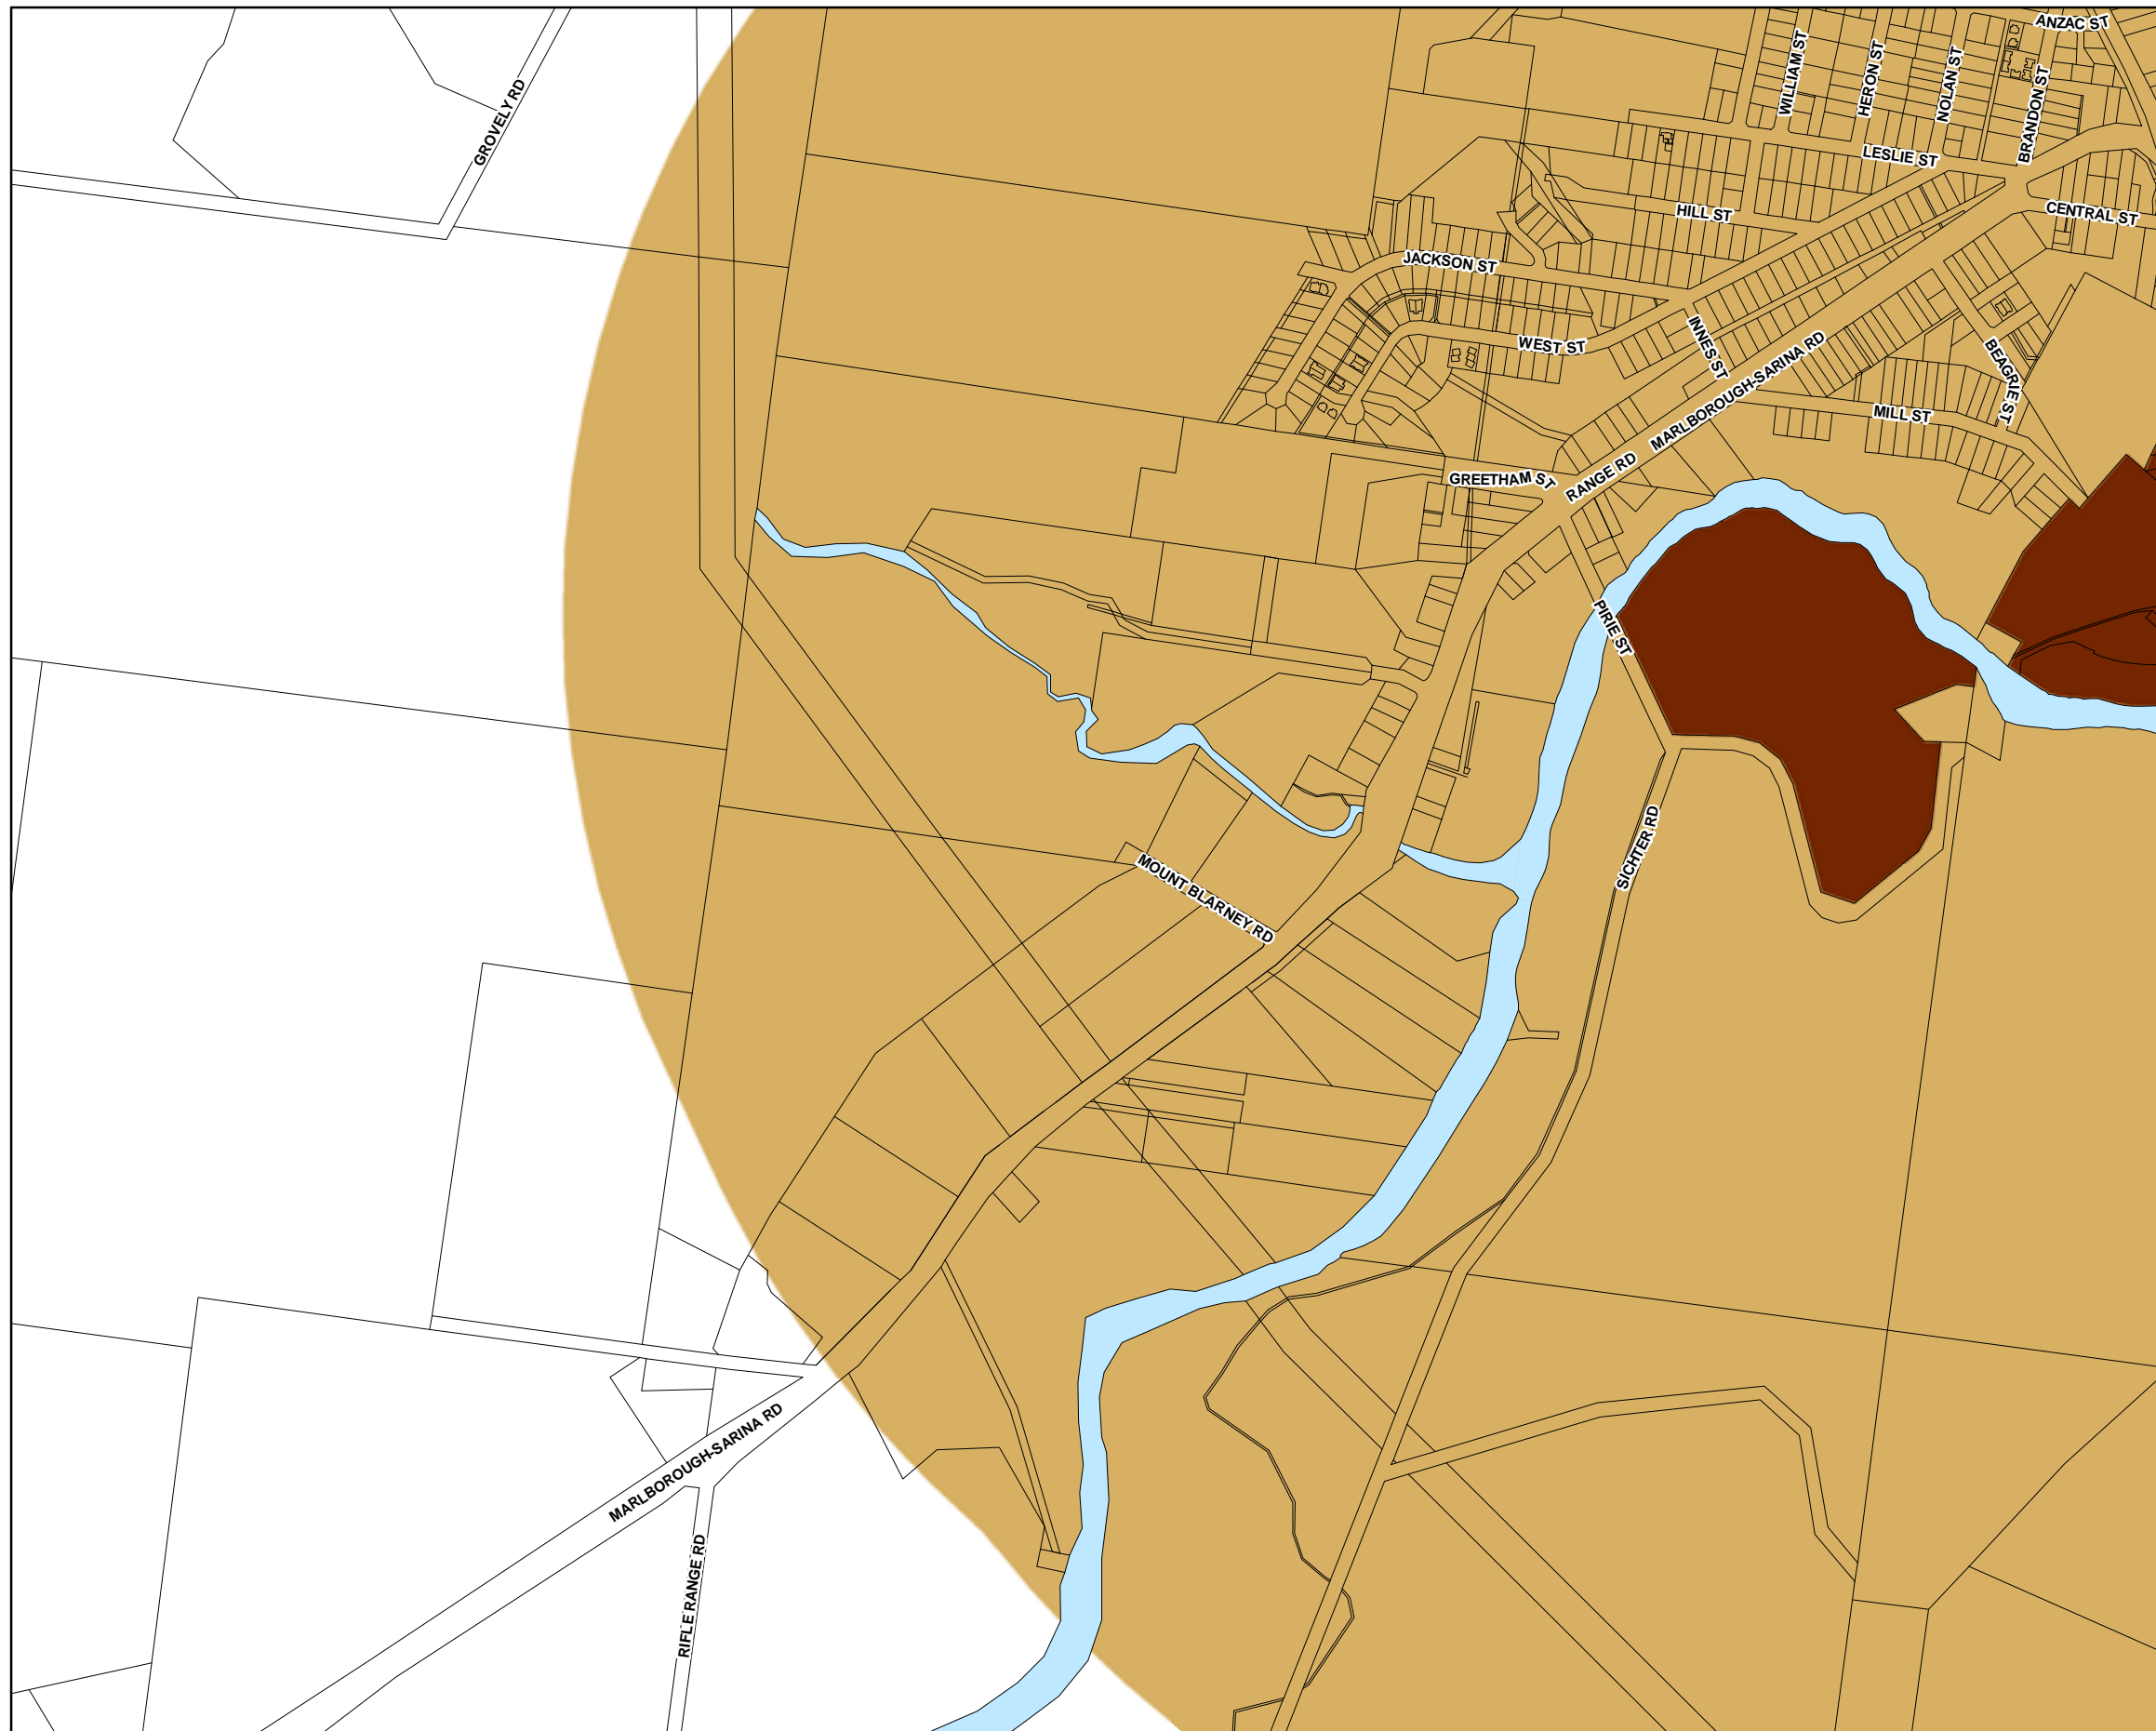 ANZAC ST
WILLIAM ST
HERON ST
NOLAN ST
BRANDON ST
GROVELY RD
LESLIE ST
HILL ST
CENTRAL ST
JACKSON ST
WEST ST
INNES ST
MARLBOROUGH-SARINA RD
BEAGRIE ST
MILL ST
GREETHAM ST
RANGE RD
PIRIE ST
SICHTER RD
MOUNT BLARNEY RD
MARLBOROUGH-SARINA RD
RIFLE RANGE RD